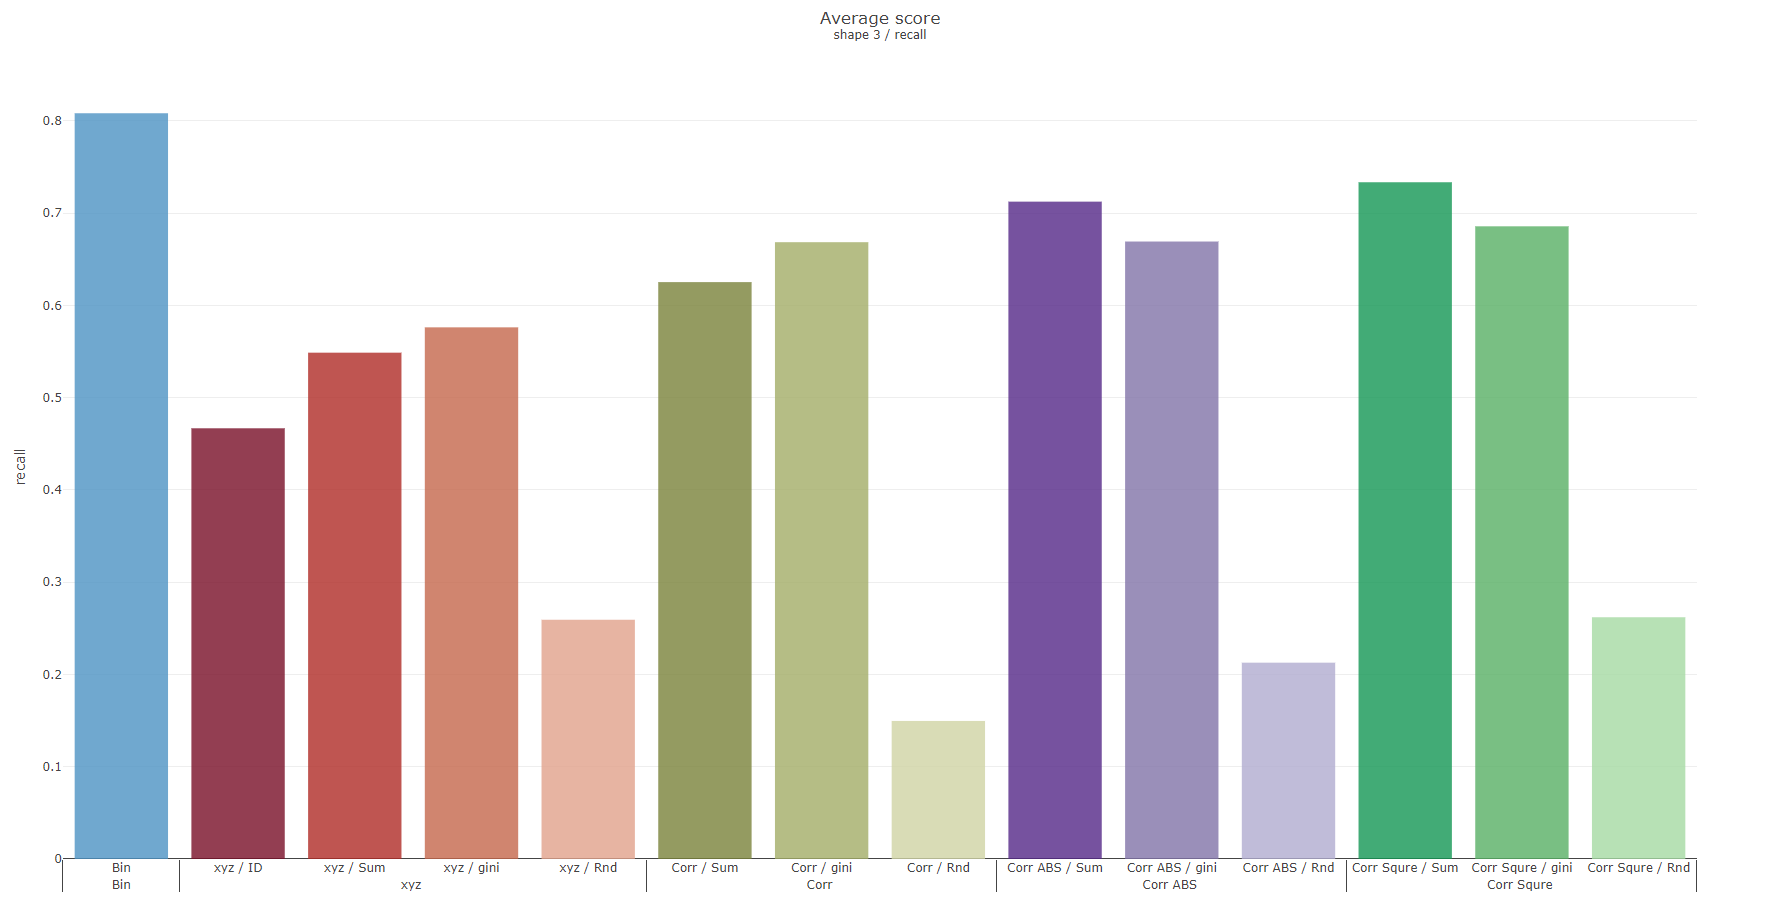 Average score
shape 3 / recall
0.8
0.7
0.6
0.5
0.4
0.3
0.2
0.1
0
recall
Bin xyz / ID xyz / Sum xyz / gini xyz / Rnd Corr / Sum Corr / gini Corr / Rnd Corr ABS / Sum Corr ABS / gini Corr ABS / Rnd Corr Squre / Sum Corr Squre / gini Corr Squre / Rnd
Bin xyz Corr Corr ABS Corr Squre